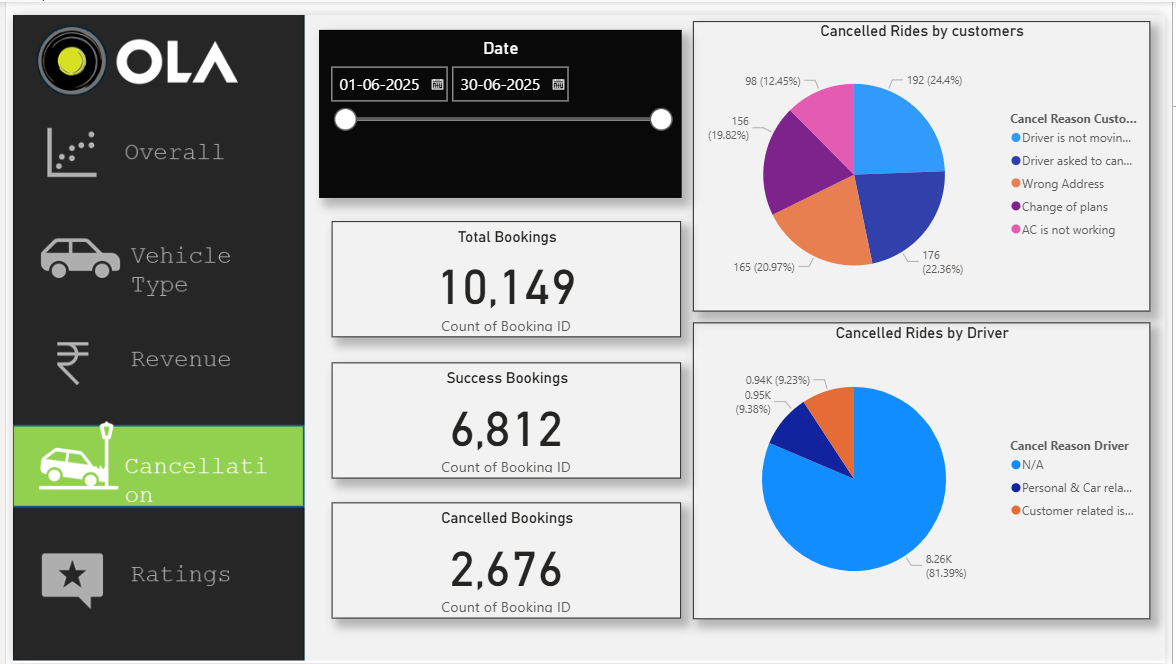 OLA
Overall
Vehicle
Type
Revenue
Cancellati
on
Ratings
Date
01-06-2025
30-06-2025
Total Bookings
10,149
Count of Booking ID
Success Bookings
6,812
Count of Booking ID
Cancelled Bookings
2,676
Count of Booking ID
Cancelled Rides by customers
98 (12.45%)
192 (24.4%)
156
(19.82%)
165 (20.97%)
176
(22.36%)
Cancel Reason Custo...
Driver is not movin...
Driver asked to can...
Wrong Address
Change of plans
AC is not working
Cancelled Rides by Driver
0.94K (9.23%)
0.95K
(9.38%)
8.26K
(81.39%)
Cancel Reason Driver
N/A
Personal & Car rela...
Customer related is...